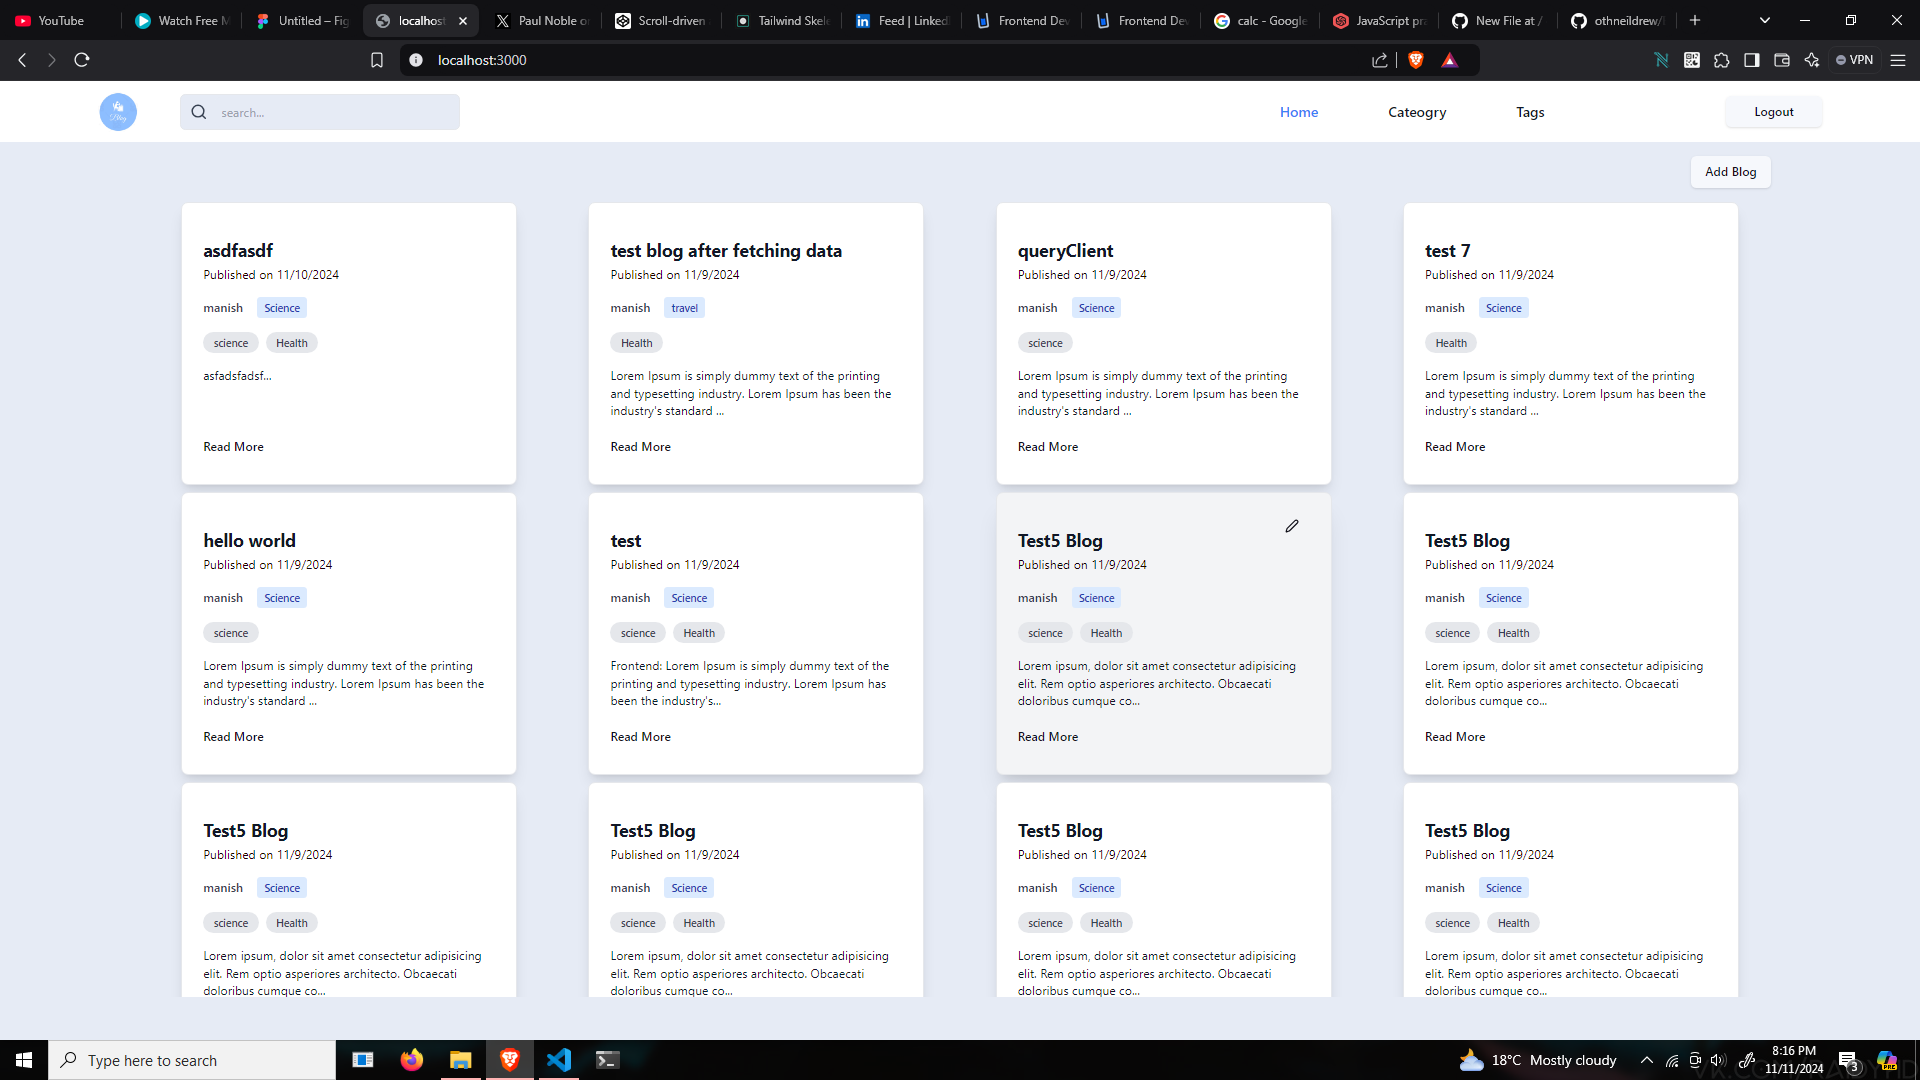 YouTube
Watch Free M
Untitled – Fig
localhost
Paul Noble on
Scroll-driven
Tailwind Skele
Feed | LinkedI
Frontend Dev
Frontend Dev
calc - Google
JavaScript pra
New File at /
othneildrew/
localhost:3000
VPN
Blog
search...
Home
Cateogry
Tags
Logout
Add Blog
asdfasdf
Published on 11/10/2024
manish
Science
science
Health
asfadsfadsf...
Read More
test blog after fetching data
Published on 11/9/2024
manish
travel
Health
Lorem Ipsum is simply dummy text of the printing
and typesetting industry. Lorem Ipsum has been the
industry's standard ...
Read More
queryClient
Published on 11/9/2024
manish
Science
science
Lorem Ipsum is simply dummy text of the printing
and typesetting industry. Lorem Ipsum has been the
industry's standard ...
Read More
test 7
Published on 11/9/2024
manish
Science
Health
Lorem Ipsum is simply dummy text of the printing
and typesetting industry. Lorem Ipsum has been the
industry's standard ...
Read More
hello world
Published on 11/9/2024
manish
Science
science
Lorem Ipsum is simply dummy text of the printing
and typesetting industry. Lorem Ipsum has been the
industry's standard ...
Read More
test
Published on 11/9/2024
manish
Science
science
Health
Frontend: Lorem Ipsum is simply dummy text of the
printing and typesetting industry. Lorem Ipsum has
been the industry's...
Read More
Test5 Blog
Published on 11/9/2024
manish
Science
science
Health
Lorem ipsum, dolor sit amet consectetur adipisicing
elit. Rem optio asperiores architecto. Obcaecati
doloribus cumque co...
Read More
Test5 Blog
Published on 11/9/2024
manish
Science
science
Health
Lorem ipsum, dolor sit amet consectetur adipisicing
elit. Rem optio asperiores architecto. Obcaecati
doloribus cumque co...
Read More
Test5 Blog
Published on 11/9/2024
manish
Science
science
Health
Lorem ipsum, dolor sit amet consectetur adipisicing
elit. Rem optio asperiores architecto. Obcaecati
doloribus cumque co...
Test5 Blog
Published on 11/9/2024
manish
Science
science
Health
Lorem ipsum, dolor sit amet consectetur adipisicing
elit. Rem optio asperiores architecto. Obcaecati
doloribus cumque co...
Test5 Blog
Published on 11/9/2024
manish
Science
science
Health
Lorem ipsum, dolor sit amet consectetur adipisicing
elit. Rem optio asperiores architecto. Obcaecati
doloribus cumque co...
Test5 Blog
Published on 11/9/2024
manish
Science
science
Health
Lorem ipsum, dolor sit amet consectetur adipisicing
elit. Rem optio asperiores architecto. Obcaecati
doloribus cumque co...
Type here to search
18°C Mostly cloudy
8:16 PM
11/11/2024
3
PRE